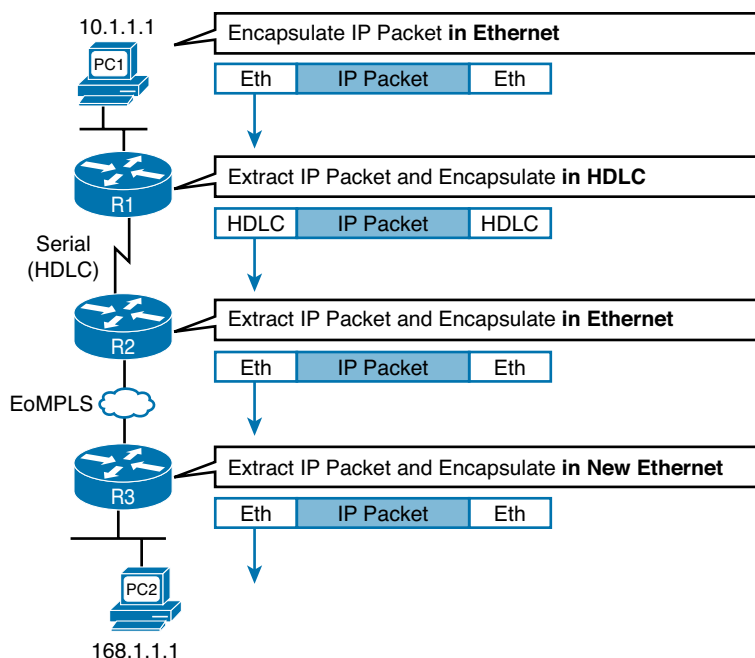 10.1.1.1
Encapsulate IP Packet in Ethernet
PC1
Eth IP Packet Eth
Extract IP Packet and Encapsulate in HDLC
R1
HDLC IP Packet HDLC
Serial
(HDLC)
Extract IP Packet and Encapsulate in Ethernet
R2
Eth IP Packet Eth
EoMPLS
Extract IP Packet and Encapsulate in New Ethernet
R3
Eth IP Packet Eth
PC2
168.1.1.1